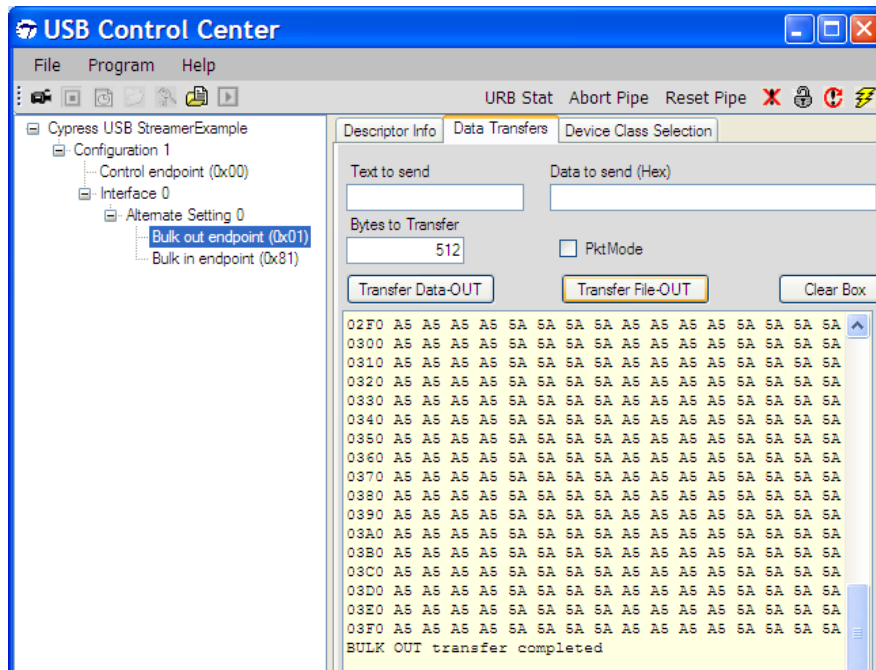 USB Control Center
File Program Help
URB Stat Abort Pipe Reset Pipe
Cypress USB StreamerExample
Configuration 1
Control endpoint (0x00)
Interface 0
Alternate Setting 0
Bulk out endpoint (0x01)
Bulk in endpoint (0x81)
Descriptor Info Data Transfers Device Class Selection
Text to send Data to send (Hex)
Bytes to Transfer
512 PktMode
Transfer Data-OUT Transfer File-OUT Clear Box
02F0 A5 A5 A5 A5 5A 5A 5A 5A A5 A5 A5 A5 5A 5A 5A 5A
0300 A5 A5 A5 A5 5A 5A 5A 5A A5 A5 A5 A5 5A 5A 5A 5A
0310 A5 A5 A5 A5 5A 5A 5A 5A A5 A5 A5 A5 5A 5A 5A 5A
0320 A5 A5 A5 A5 5A 5A 5A 5A A5 A5 A5 A5 5A 5A 5A 5A
0330 A5 A5 A5 A5 5A 5A 5A 5A A5 A5 A5 A5 5A 5A 5A 5A
0340 A5 A5 A5 A5 5A 5A 5A 5A A5 A5 A5 A5 5A 5A 5A 5A
0350 A5 A5 A5 A5 5A 5A 5A 5A A5 A5 A5 A5 5A 5A 5A 5A
0360 A5 A5 A5 A5 5A 5A 5A 5A A5 A5 A5 A5 5A 5A 5A 5A
0370 A5 A5 A5 A5 5A 5A 5A 5A A5 A5 A5 A5 5A 5A 5A 5A
0380 A5 A5 A5 A5 5A 5A 5A 5A A5 A5 A5 A5 5A 5A 5A 5A
0390 A5 A5 A5 A5 5A 5A 5A 5A A5 A5 A5 A5 5A 5A 5A 5A
03A0 A5 A5 A5 A5 5A 5A 5A 5A A5 A5 A5 A5 5A 5A 5A 5A
03B0 A5 A5 A5 A5 5A 5A 5A 5A A5 A5 A5 A5 5A 5A 5A 5A
03C0 A5 A5 A5 A5 5A 5A 5A 5A A5 A5 A5 A5 5A 5A 5A 5A
03D0 A5 A5 A5 A5 5A 5A 5A 5A A5 A5 A5 A5 5A 5A 5A 5A
03E0 A5 A5 A5 A5 5A 5A 5A 5A A5 A5 A5 A5 5A 5A 5A 5A
03F0 A5 A5 A5 A5 5A 5A 5A 5A A5 A5 A5 A5 5A 5A 5A 5A
BULK OUT transfer completed